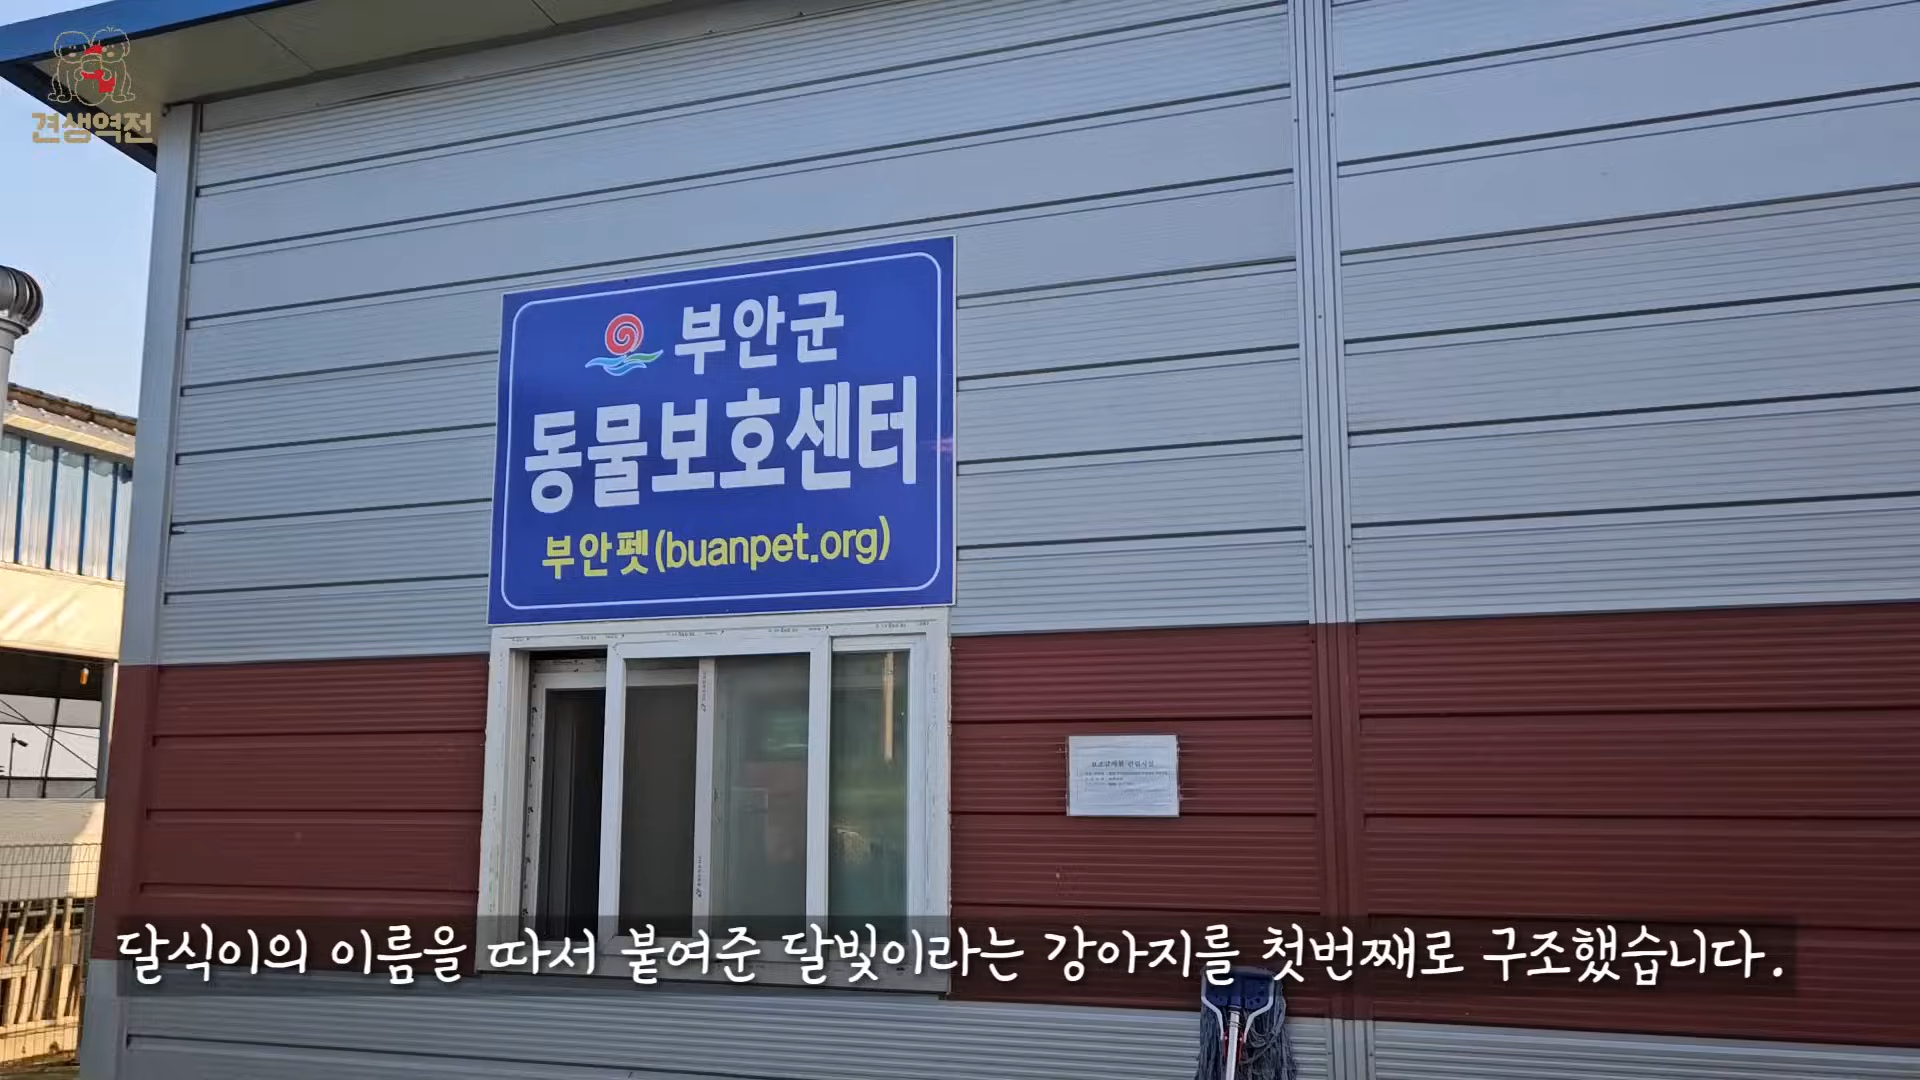 견생역전
부안군
동물보호센터
부안펫(buanpet.org)
달식이의 이름을 따서 붙여준 달빛이라는 강아지를 첫번째로 구조했습니다.